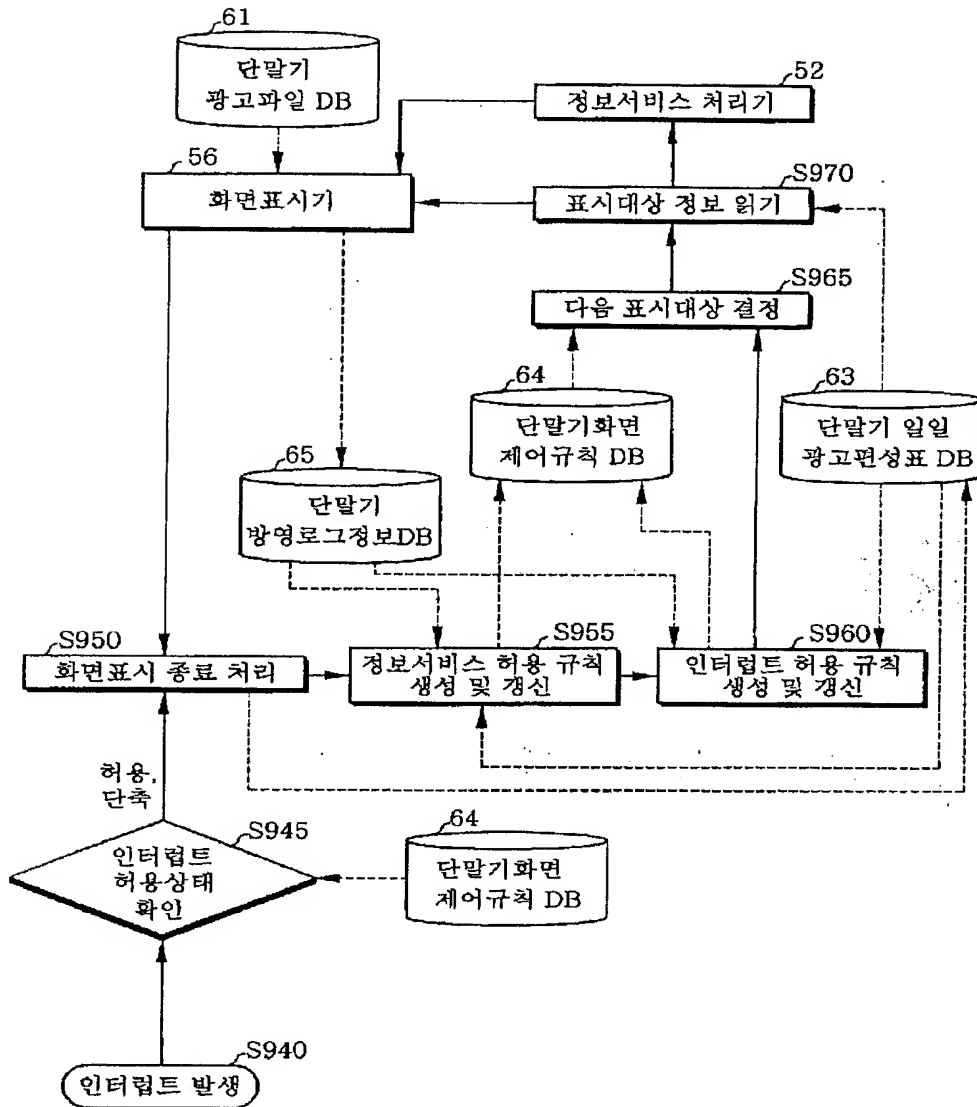 61
단말기
광고파일 DB
52
정보서비스 처리기
56
화면표시기
S970
표시대상 정보 읽기
S965
다음 표시대상 결정
64
단말기화면
제어규칙 DB
63
단말기 일일
광고편성표 DB
65
단말기
방영로그정보DB
S950
화면표시 종료 처리
S955
정보서비스 허용 규칙
생성 및 갱신
S960
인터럽트 허용 규칙
생성 및 갱신
허용,
단축
S945
인터럽트
허용상태
확인
64
단말기화면
제어규칙 DB
S940
인터럽트 발생